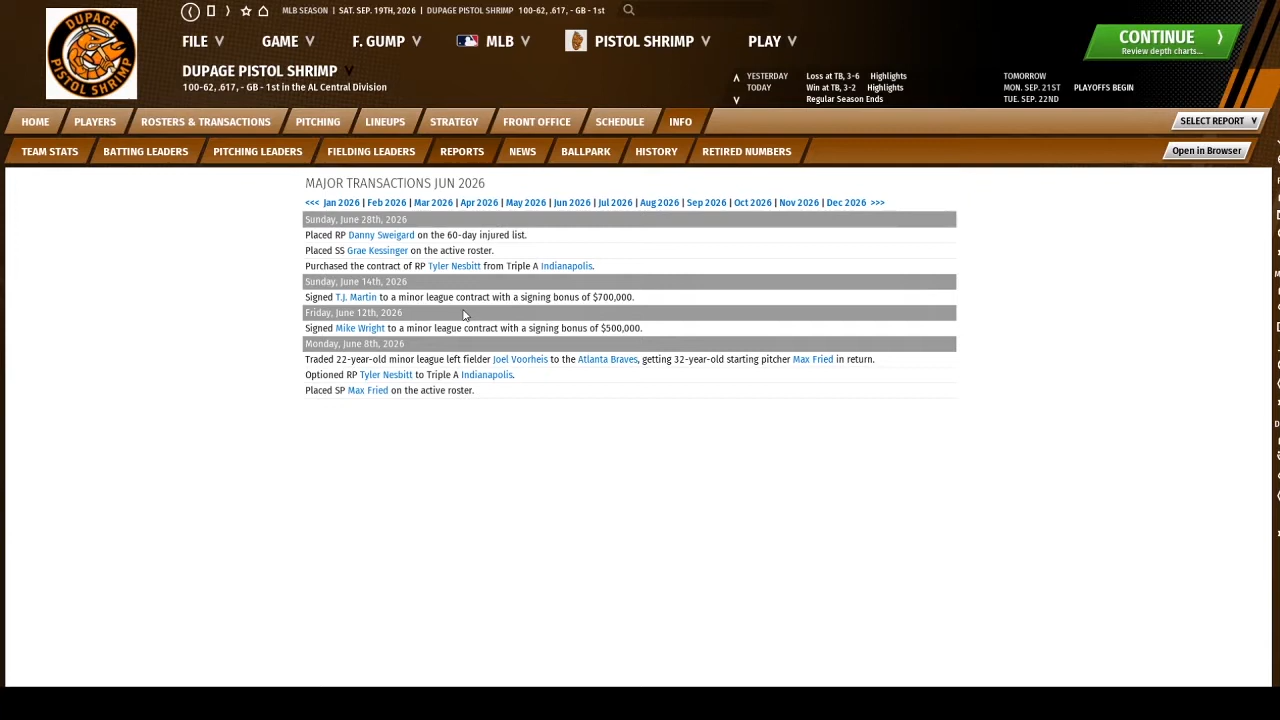 DUPAGE
PISTOL SHRIMP
MLB SEASON | SAT. SEP. 19TH, 2026 | DUPAGE PISTOL SHRIMP 100-62, .617, - GB - 1st
FILE GAME F. GUMP MLB PISTOL SHRIMP PLAY
CONTINUE
Review depth charts...
DUPAGE PISTOL SHRIMP
100-62, .617, - GB - 1st in the AL Central Division
YESTERDAY Loss at TB, 3-6 Highlights
TODAY Win at TB, 3-2 Highlights
Regular Season Ends
TOMORROW
MON. SEP. 21ST PLAYOFFS BEGIN
TUE. SEP. 22ND
HOME PLAYERS ROSTERS & TRANSACTIONS PITCHING LINEUPS STRATEGY FRONT OFFICE SCHEDULE INFO SELECT REPORT
TEAM STATS BATTING LEADERS PITCHING LEADERS FIELDING LEADERS REPORTS NEWS BALLPARK HISTORY RETIRED NUMBERS Open in Browser
MAJOR TRANSACTIONS JUN 2026
<<< Jan 2026 | Feb 2026 | Mar 2026 | Apr 2026 | May 2026 | Jun 2026 | Jul 2026 | Aug 2026 | Sep 2026 | Oct 2026 | Nov 2026 | Dec 2026 >>>
Sunday, June 28th, 2026
Placed RP Danny Sweigard on the 60-day injured list.
Placed SS Grae Kessinger on the active roster.
Purchased the contract of RP Tyler Nesbitt from Triple A Indianapolis.
Sunday, June 14th, 2026
Signed T.J. Martin to a minor league contract with a signing bonus of $700,000.
Friday, June 12th, 2026
Signed Mike Wright to a minor league contract with a signing bonus of $500,000.
Monday, June 8th, 2026
Traded 22-year-old minor league left fielder Joel Voorheis to the Atlanta Braves, getting 32-year-old starting pitcher Max Fried in return.
Optioned RP Tyler Nesbitt to Triple A Indianapolis.
Placed SP Max Fried on the active roster.